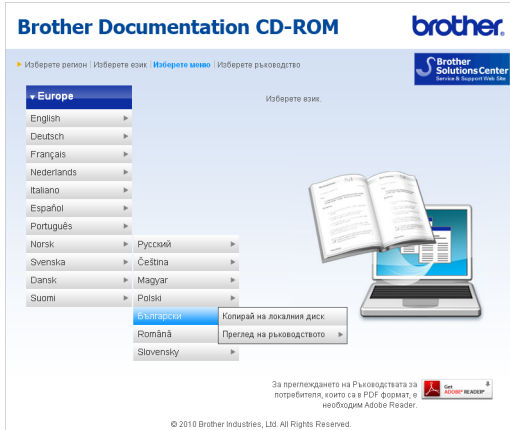 Brother Documentation CD-ROM
brother.
Изберете регион | Изберете език | Изберете меню | Изберете ръководство
Brother
Solutions Center
Service & Support Web Site
Europe
Изберете език.
English
Deutsch
Français
Nederlands
Italiano
Español
Português
Norsk
Русский
Svenska
Čeština
Dansk
Magyar
Suomi
Polski
Български
Копирай на локалния диск
Română
Преглед на ръководството
Slovensky
За преглеждането на Ръководствата за
потребителя, които са в PDF формат, е
необходим Adobe Reader.
Get
ADOBE® READER®
© 2010 Brother Industries, Ltd. All Rights Reserved.